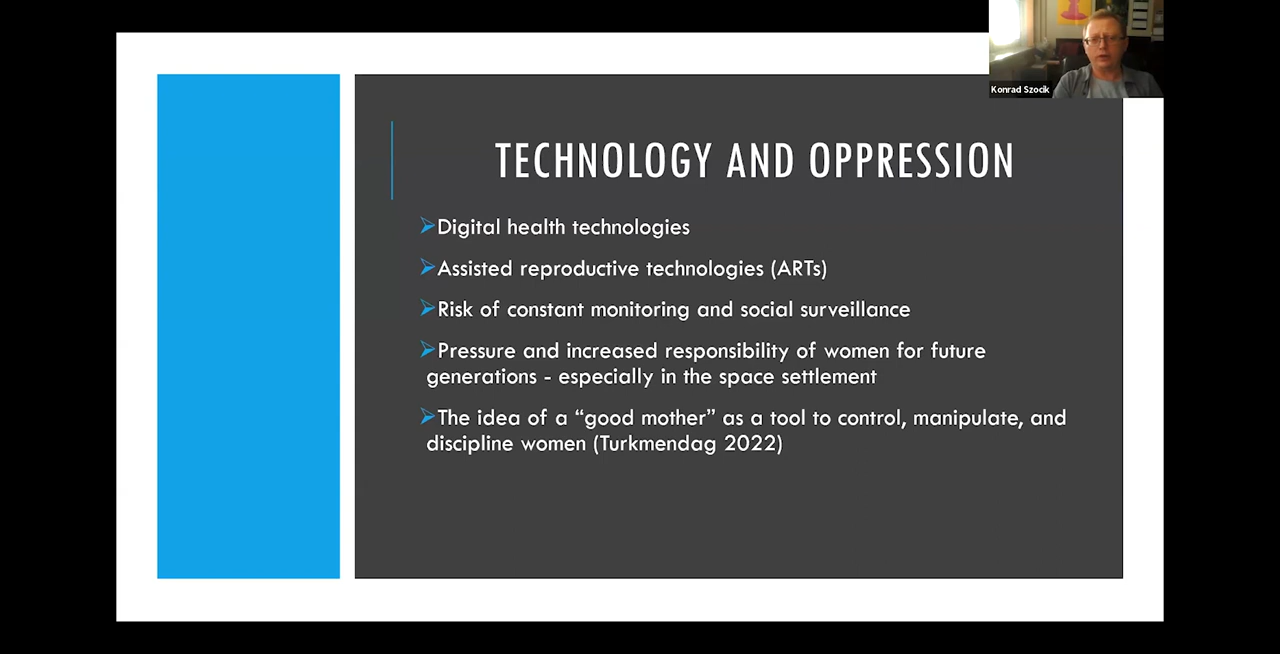 Konrad Szocik
TECHNOLOGY AND OPPRESSION
Digital health technologies
Assisted reproductive technologies (ARTs)
Risk of constant monitoring and social surveillance
Pressure and increased responsibility of women for future
generations - especially in the space settlement
The idea of a “good mother” as a tool to control, manipulate, and
discipline women (Turkmendag 2022)